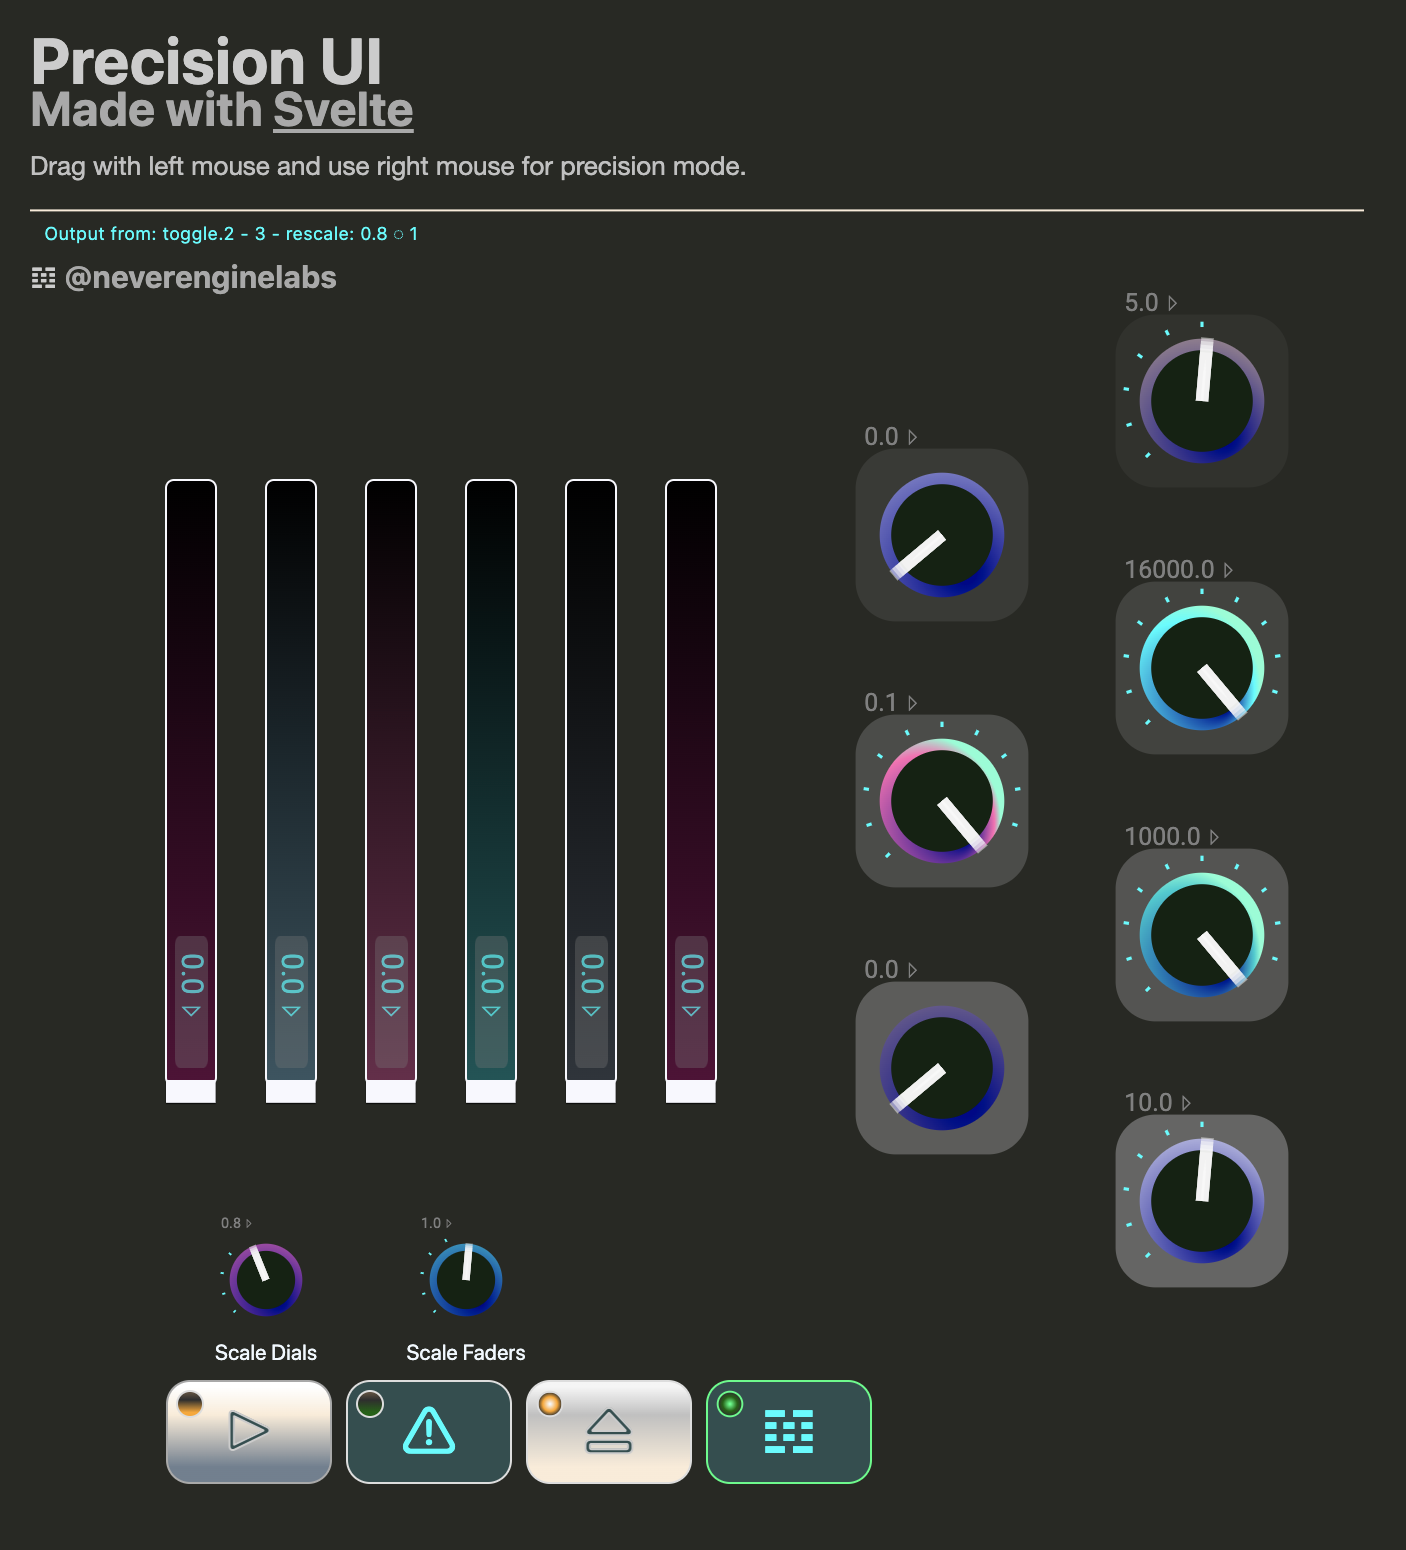 Precision UI
Made with Svelte
Drag with left mouse and use right mouse for precision mode.
Output from: toggle.2 - 3 - rescale: 0.8 ◌ 1
@neverenginelabs
5.0 ▷
0.0 ▷
16000.0 ▷
0.1 ▷
1000.0 ▷
0.0 ▷
0.0 ▷
0.0 ▷
0.0 ▷
0.0 ▷
0.0 ▷
0.0 ▷
10.0 ▷
0.8 ▷
1.0 ▷
Scale Dials
Scale Faders